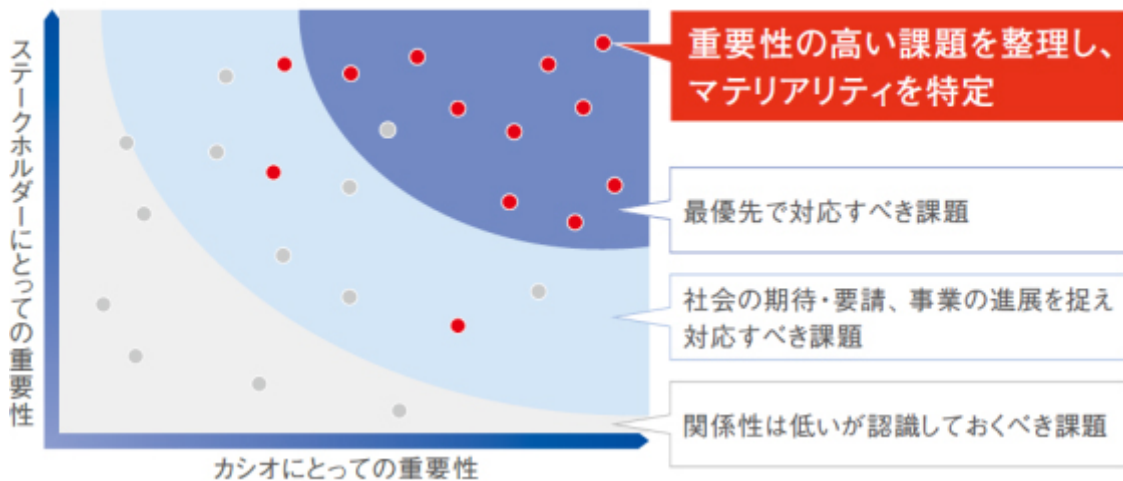 ステークホルダーにとっての重要性
重要性の高い課題を整理し、
マテリアリティを特定
最優先で対応すべき課題
社会の期待・要請、事業の進展を捉え
対応すべき課題
関係性は低いが認識しておくべき課題
カシオにとっての重要性